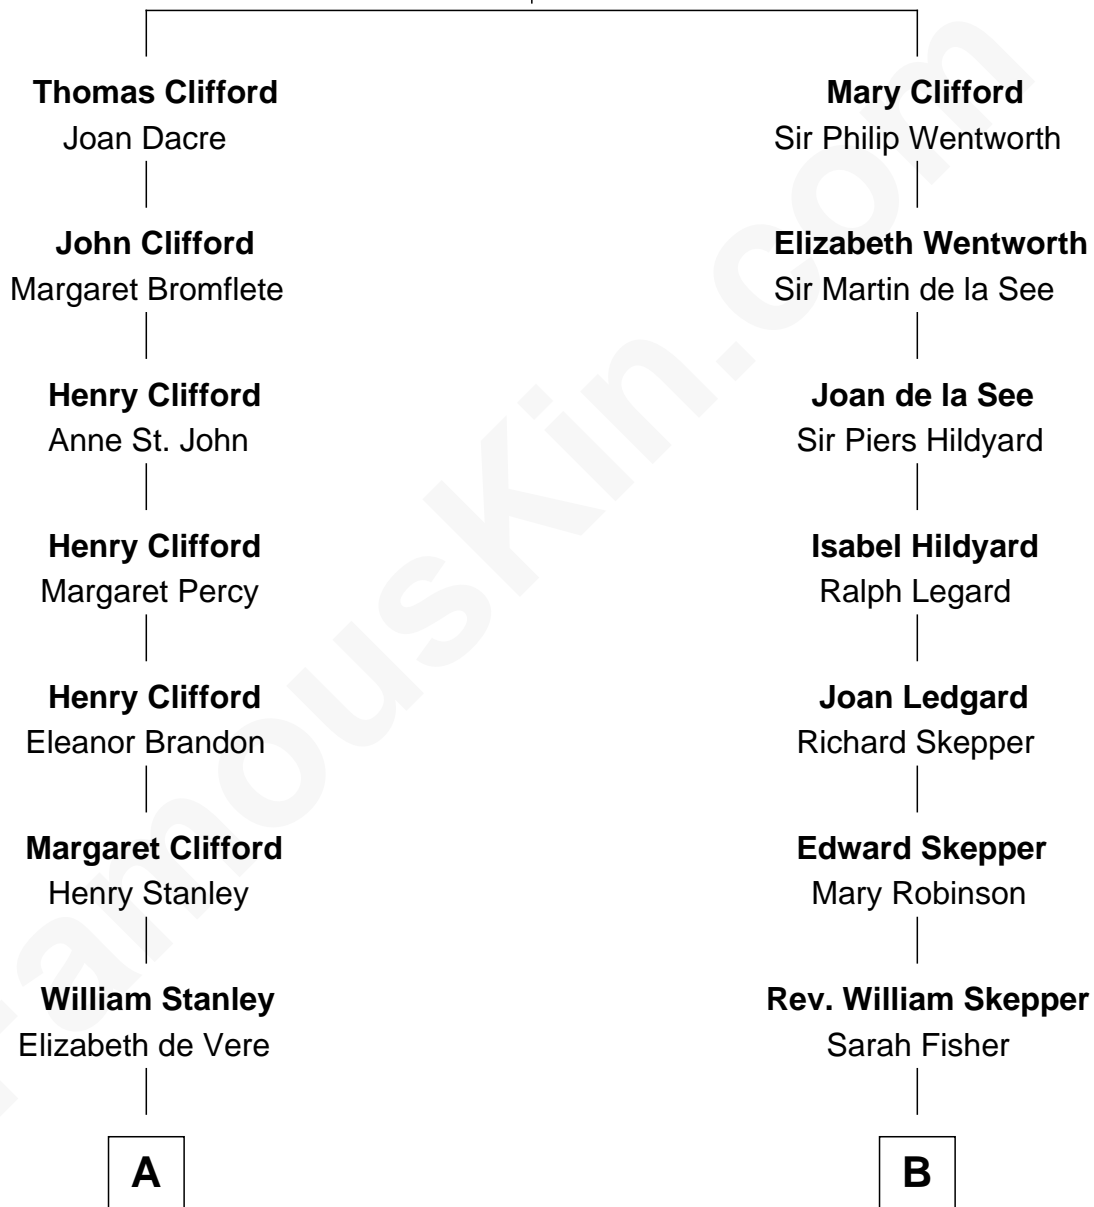 Thomas Clifford
Joan Dacre
John Clifford
Margaret Bromflete
Henry Clifford
Anne St. John
Henry Clifford
Margaret Percy
Henry Clifford
Eleanor Brandon
Margaret Clifford
Henry Stanley
William Stanley
Elizabeth de Vere
A
Mary Clifford
Sir Philip Wentworth
Elizabeth Wentworth
Sir Martin de la See
Joan de la See
Sir Piers Hildyard
Isabel Hildyard
Ralph Legard
Joan Ledgard
Richard Skepper
Edward Skepper
Mary Robinson
Rev. William Skepper
Sarah Fisher
B
FamousKin.com